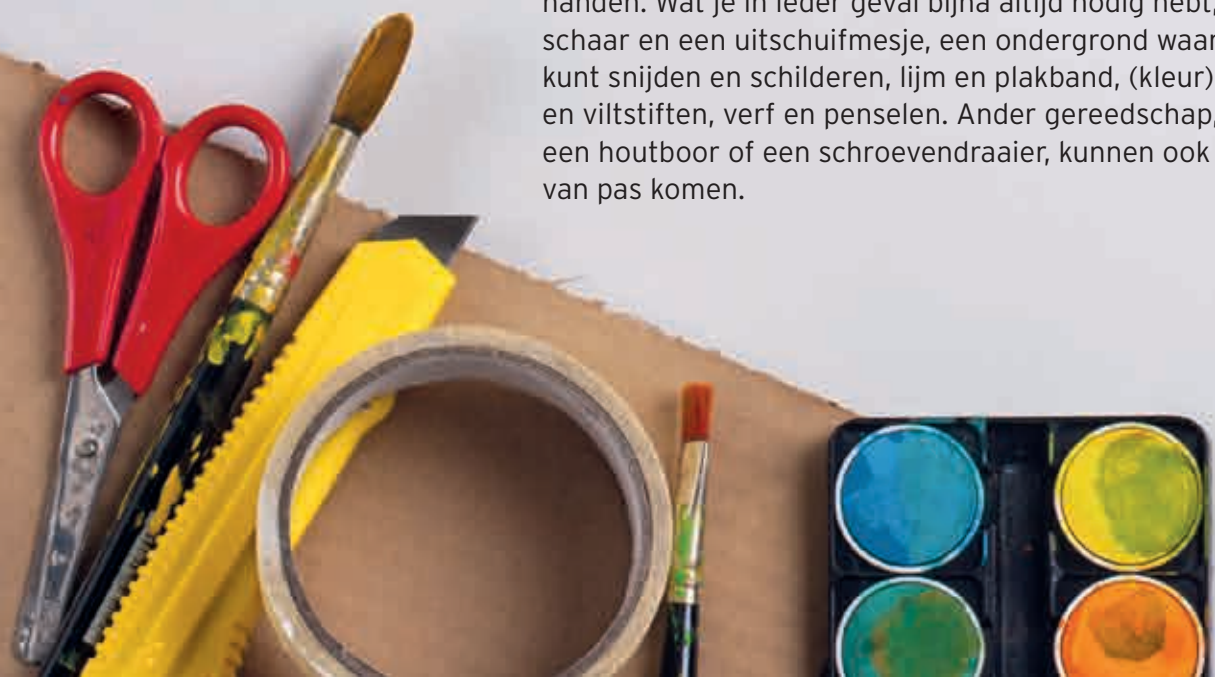 handen. Wat je in ieder geval bijna altijd nodig hebt,
schaar en een uitschuifmesje, een ondergrond waar
kunt snijden en schilderen, lijm en plakband, (kleur)
en viltstiften, verf en penselen. Ander gereedschap,
een houtboor of een schroevendraaier, kunnen ook
van pas komen.